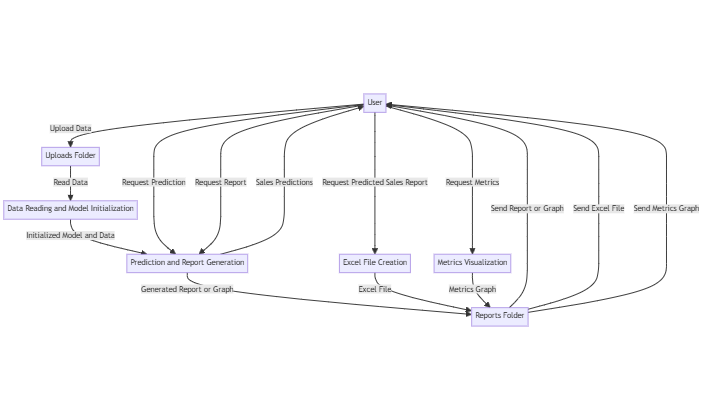 User
Upload Data
Uploads Folder
Read Data
Request Prediction
Request Report
Sales Predictions
Request Predicted Sales Report
Request Metrics
Data Reading and Model Initialization
Send Report or Graph
Send Excel File
Send Metrics Graph
Initialized Model and Data
Prediction and Report Generation
Excel File Creation
Metrics Visualization
Generated Report or Graph
Excel File
Metrics Graph
Reports Folder